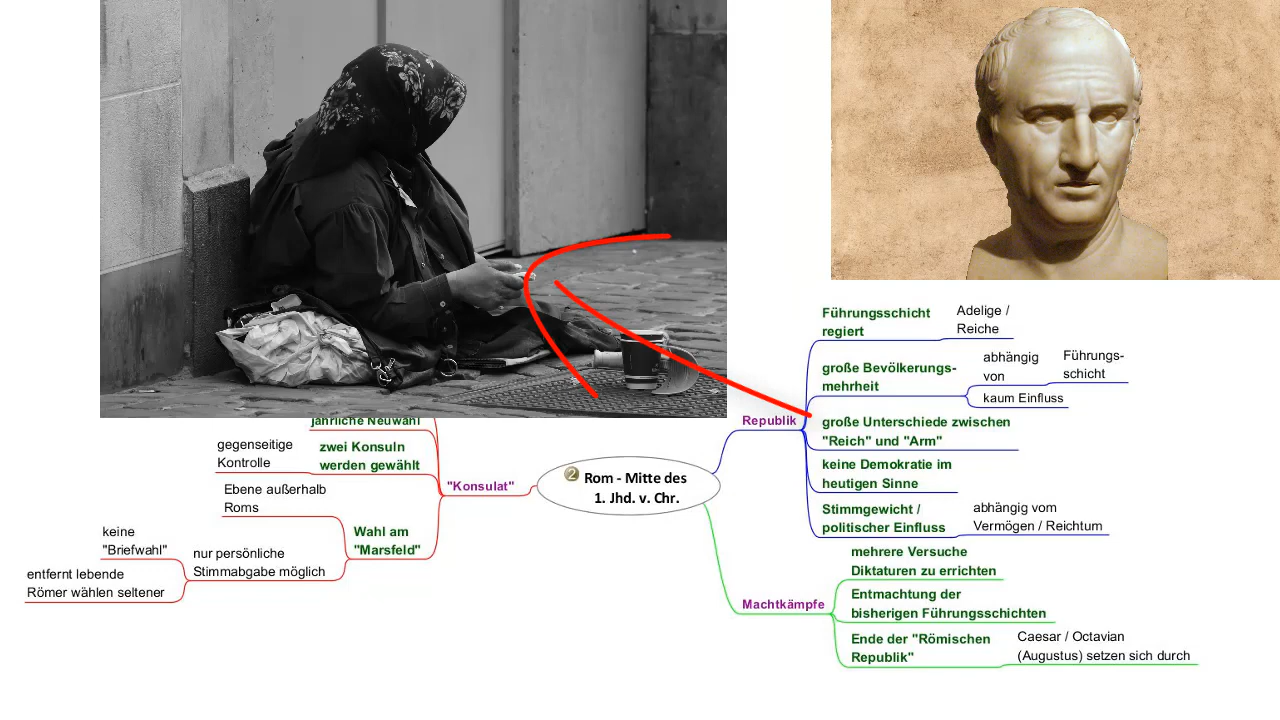 Führungsschicht
regiert
Adelige /
Reiche
große Bevölkerungs-
mehrheit
abhängig
von
Führungs-
schicht
kaum Einfluss
große Unterschiede zwischen
"Reich" und "Arm"
keine Demokratie im
heutigen Sinne
Stimmgewicht /
politischer Einfluss
abhängig vom
Vermögen / Reichtum
Republik
2 Rom - Mitte des
1. Jhd. v. Chr.
"Konsulat"
jährliche Neuwahl
zwei Konsuln
werden gewählt
gegenseitige
Kontrolle
Wahl am
"Marsfeld"
Ebene außerhalb
Roms
nur persönliche
Stimmabgabe möglich
keine
"Briefwahl"
entfernt lebende
Römer wählen seltener
Machtkämpfe
mehrere Versuche
Diktaturen zu errichten
Entmachtung der
bisherigen Führungsschichten
Ende der "Römischen
Republik"
Caesar / Octavian
(Augustus) setzen sich durch